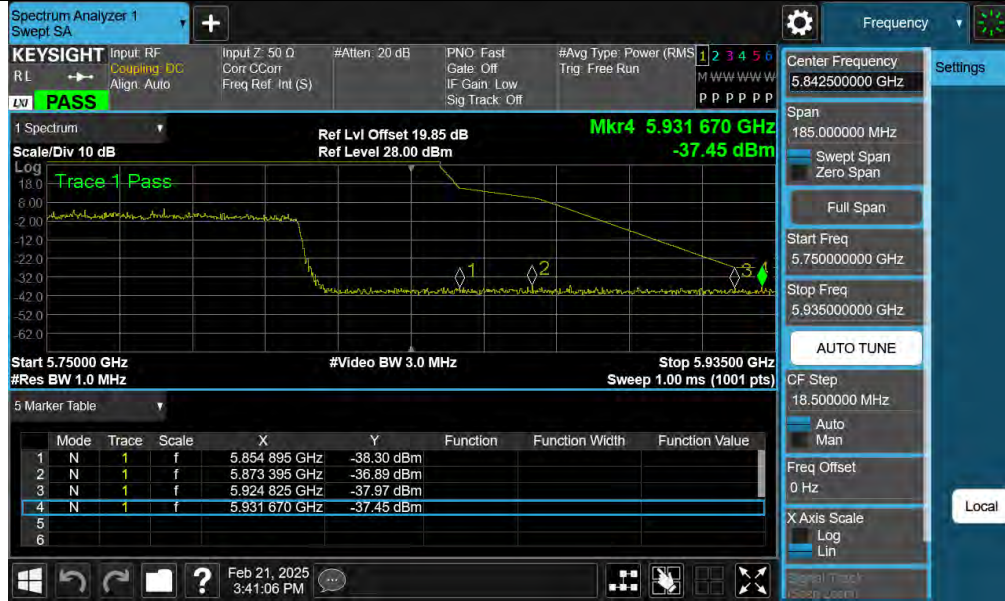 Spectrum Analyzer 1
Swept SA
+
Frequency
KEYSIGHT
RL
LXI PASS
Input: RF
Coupling: DC
Align: Auto
Input Z: 50 Ω
Corr CCorr
Freq Ref: Int (S)
#Atten: 20 dB
PNO: Fast
Gate: Off
IF Gain: Low
Sig Track: Off
#Avg Type: Power (RMS
Trig: Free Run
1 2 3 4 5 6
M W W W W W
P P P P P P
1 Spectrum
Scale/Div 10 dB
Ref Lvl Offset 19.85 dB
Ref Level 28.00 dBm
Mkr4 5.931 670 GHz
-37.45 dBm
Log
Trace 1 Pass
18.0
8.00
-2.00
-12.0
-22.0
-32.0
-42.0
-52.0
-62.0
1
2
3
4
Start 5.75000 GHz
#Video BW 3.0 MHz
Stop 5.93500 GHz
#Res BW 1.0 MHz
Sweep 1.00 ms (1001 pts)
5 Marker Table
Mode Trace Scale X Y Function Function Width Function Value
1 N 1 f 5.854 895 GHz -38.30 dBm
2 N 1 f 5.873 395 GHz -36.89 dBm
3 N 1 f 5.924 825 GHz -37.97 dBm
4 N 1 f 5.931 670 GHz -37.45 dBm
5
6
?
Feb 21, 2025
3:41:06 PM
Center Frequency
5.842500000 GHz
Settings
Span
185.000000 MHz
Swept Span
Zero Span
Full Span
Start Freq
5.750000000 GHz
Stop Freq
5.935000000 GHz
AUTO TUNE
CF Step
18.500000 MHz
Auto
Man
Freq Offset
0 Hz
Local
X Axis Scale
Log
Lin
Signal Track
(Span Zoom)